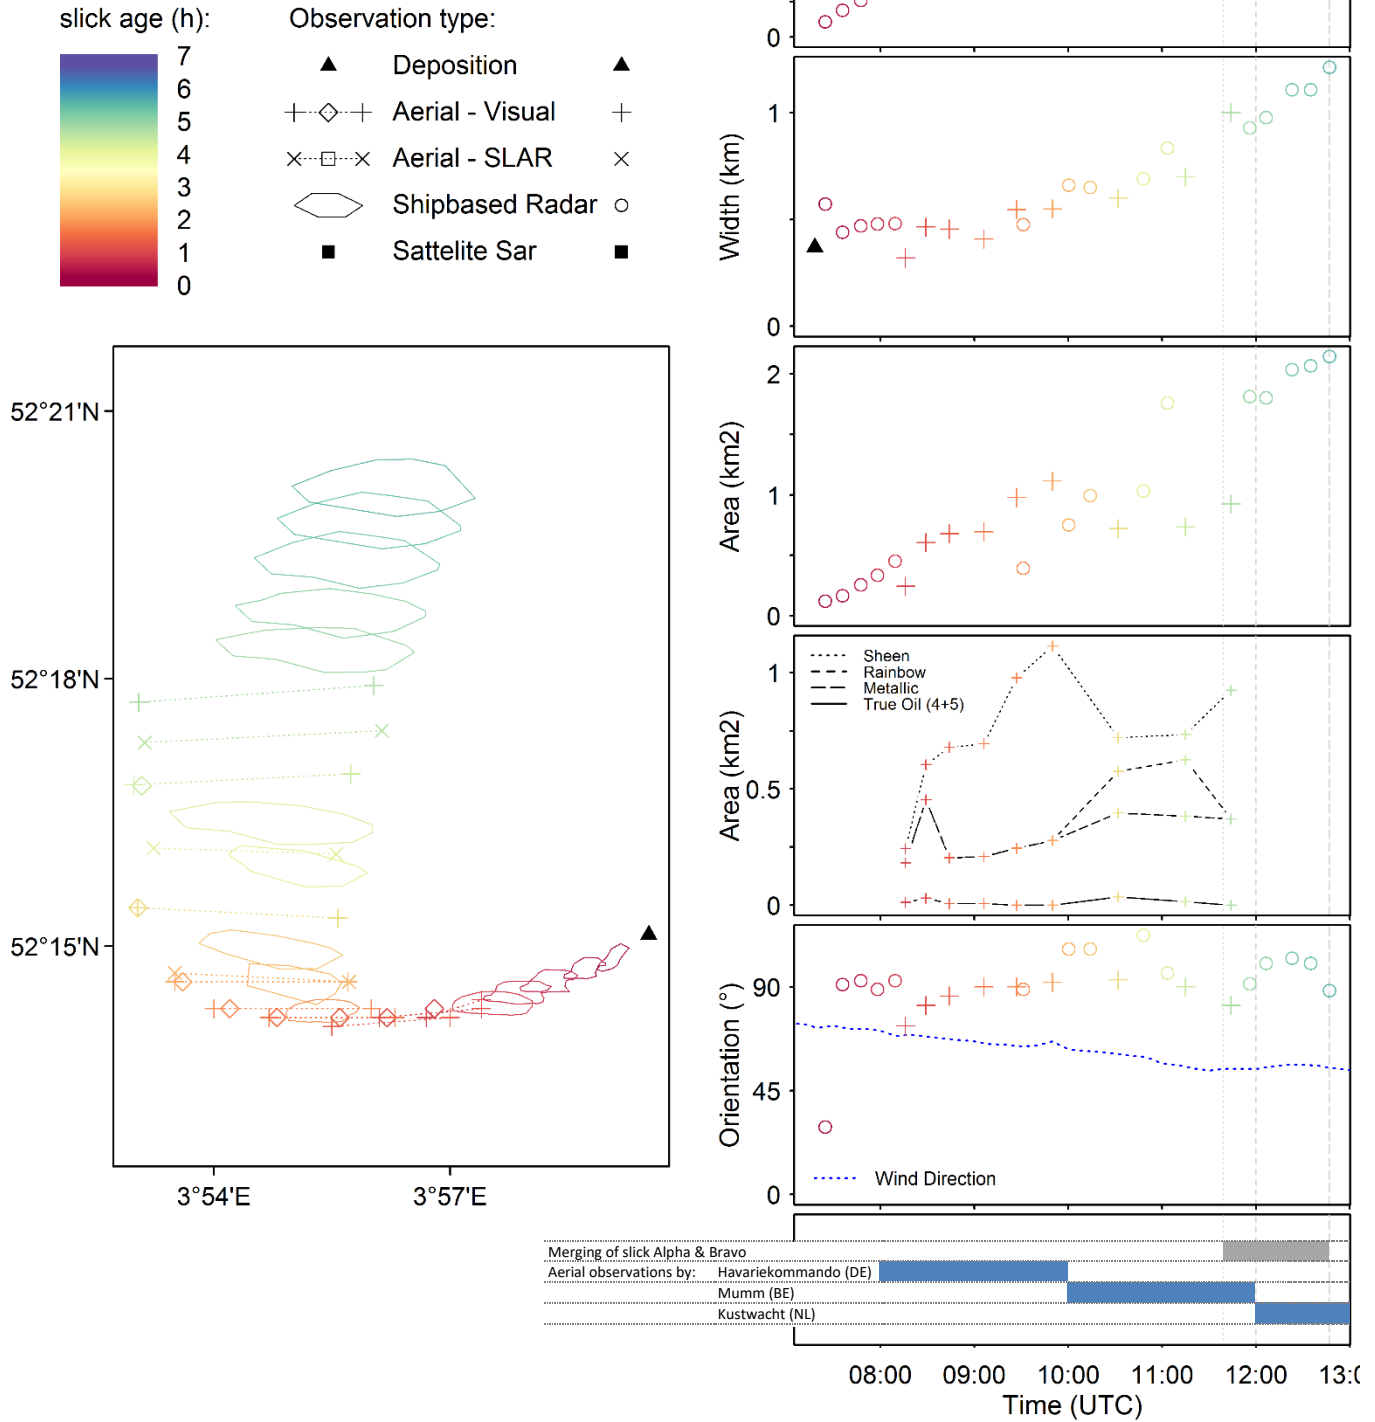 slick age (h):
7
6
5
4
3
2
1
0
Observation type:
Deposition
Aerial - Visual
Aerial - SLAR
Shipbased Radar
Sattelite Sar
52°21'N
52°18'N
52°15'N
3°54'E
3°57'E
0
Width (km)
1
0
Area (km2)
2
1
0
Area (km2)
1
0.5
0
Sheen
Rainbow
Metallic
True Oil (4+5)
Orientation (°)
90
45
0
Wind Direction
Merging of slick Alpha & Bravo
Aerial observations by: Havariekommando (DE)
Mumm (BE)
Kustwacht (NL)
08:00 09:00 10:00 11:00 12:00 13:
Time (UTC)